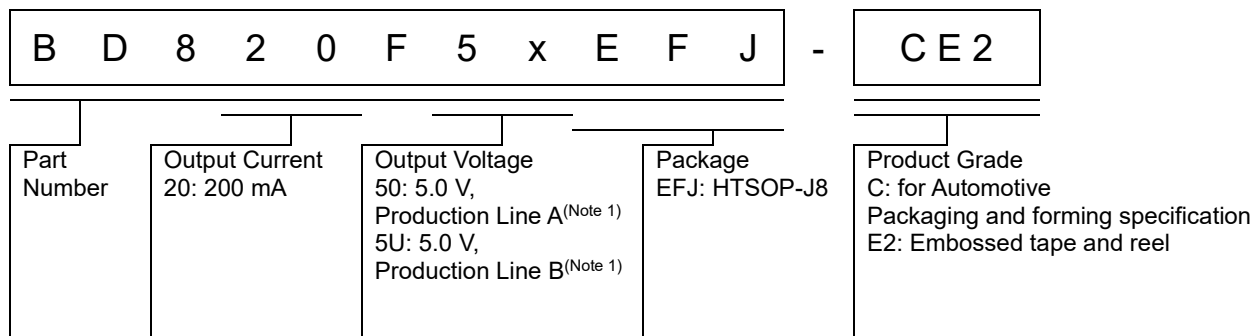 B D 8 2 0 F 5 x E F J - C E 2
Part
Number
Output Current
20: 200 mA
Output Voltage
50: 5.0 V,
Production Line A(Note 1)
5U: 5.0 V,
Production Line B(Note 1)
Package
EFJ: HTSOP-J8
Product Grade
C: for Automotive
Packaging and forming specification
E2: Embossed tape and reel